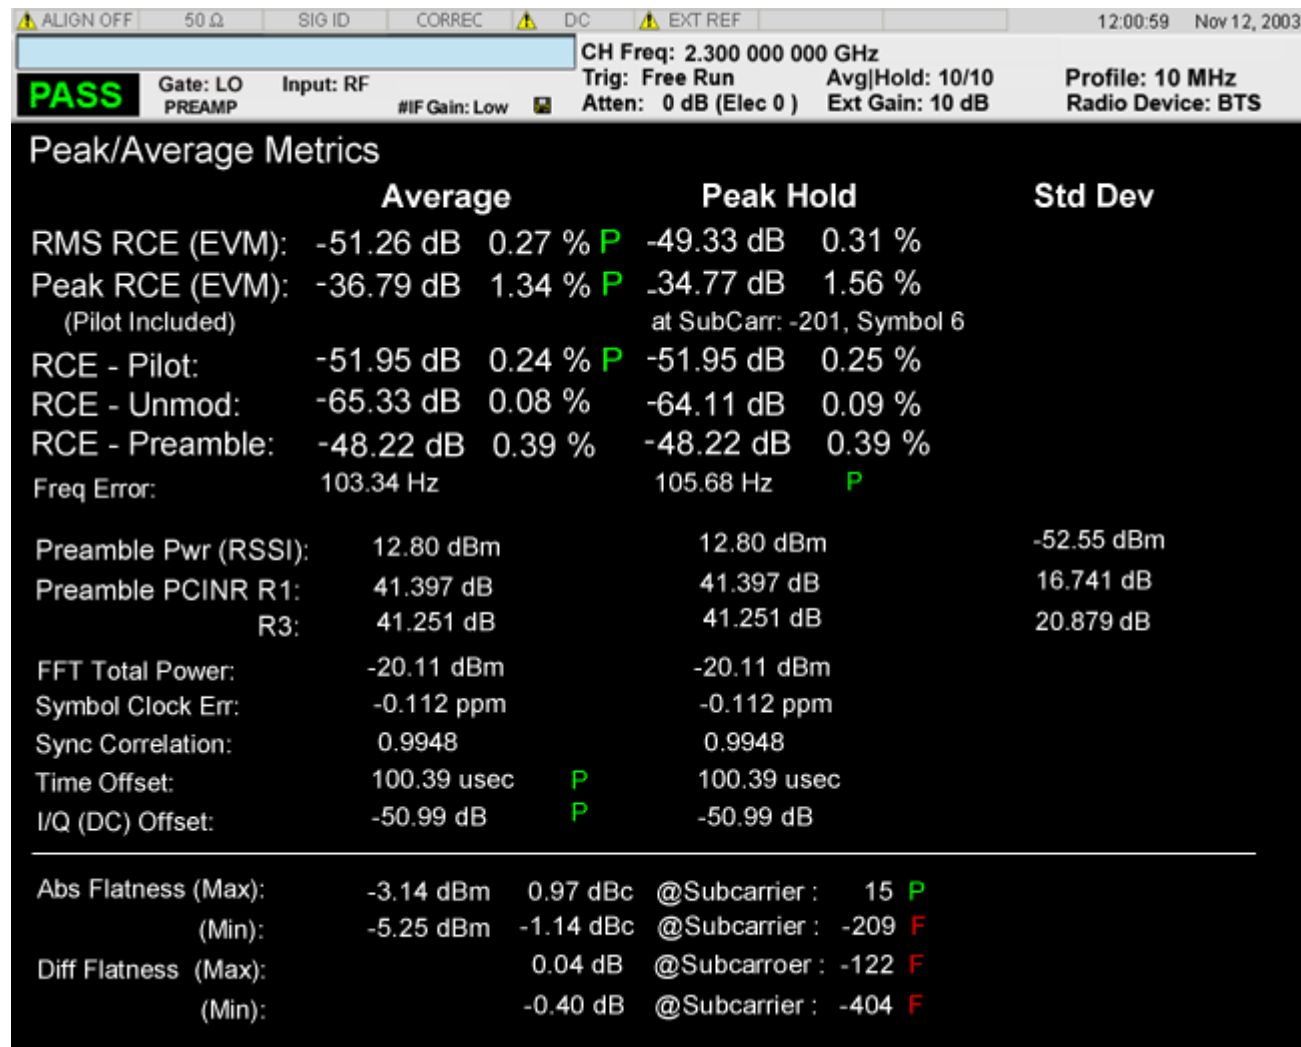 ALIGN OFF 50 Ω SIG ID CORREC DC EXT REF 12:00:59 Nov 12, 2003
CH Freq: 2.300 000 000 GHz
PASS Gate: LO Input: RF Trig: Free Run Avg|Hold: 10/10 Profile: 10 MHz
PREAMP #IF Gain: Low Atten: 0 dB (Elec 0 ) Ext Gain: 10 dB Radio Device: BTS
Peak/Average Metrics
Average Peak Hold Std Dev
RMS RCE (EVM): -51.26 dB 0.27 % P -49.33 dB 0.31 %
Peak RCE (EVM): -36.79 dB 1.34 % P -34.77 dB 1.56 %
(Pilot Included) at SubCarr: -201, Symbol 6
RCE - Pilot: -51.95 dB 0.24 % P -51.95 dB 0.25 %
RCE - Unmod: -65.33 dB 0.08 % -64.11 dB 0.09 %
RCE - Preamble: -48.22 dB 0.39 % -48.22 dB 0.39 %
Freq Error: 103.34 Hz 105.68 Hz P
Preamble Pwr (RSSI): 12.80 dBm 12.80 dBm -52.55 dBm
Preamble PCINR R1: 41.397 dB 41.397 dB 16.741 dB
R3: 41.251 dB 41.251 dB 20.879 dB
FFT Total Power: -20.11 dBm -20.11 dBm
Symbol Clock Err: -0.112 ppm -0.112 ppm
Sync Correlation: 0.9948 0.9948
Time Offset: 100.39 usec P 100.39 usec
I/Q (DC) Offset: -50.99 dB P -50.99 dB
Abs Flatness (Max): -3.14 dBm 0.97 dBc @Subcarrier : 15 P
(Min): -5.25 dBm -1.14 dBc @Subcarrier : -209 F
Diff Flatness (Max): 0.04 dB @Subcarroer : -122 F
(Min): -0.40 dB @Subcarrier : -404 F